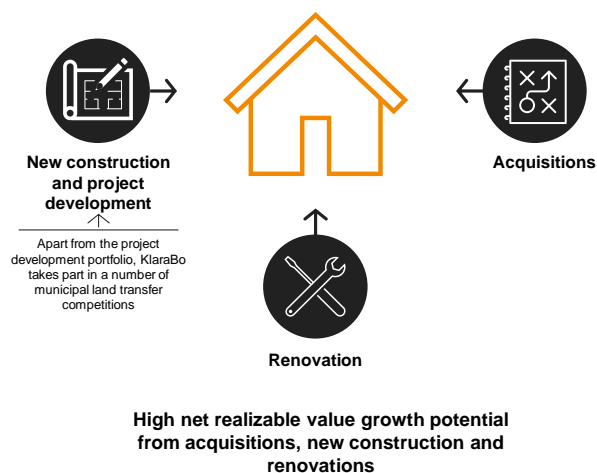 New construction
and project
development
Apart from the project
development portfolio, KlaraBo
takes part in a number of
municipal land transfer
competitions
Acquisitions
Renovation
High net realizable value growth potential
from acquisitions, new construction and
renovations